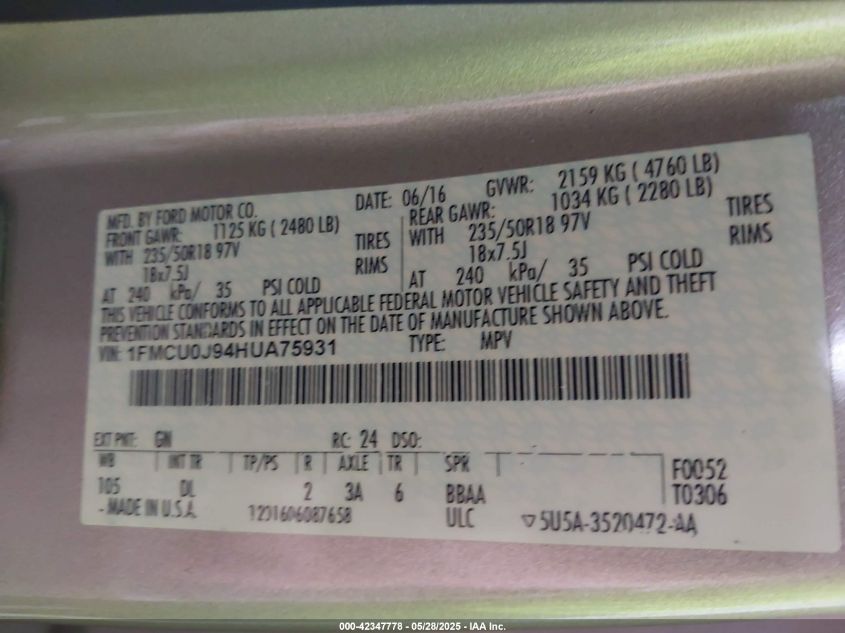 MFD. BY FORD MOTOR CO. DATE: 06/16 GVWR: 2159 KG ( 4760 LB)
FRONT GAWR: 1125 KG ( 2480 LB) REAR GAWR: 1034 KG ( 2280 LB)
WITH 235/50R18 97V TIRES WITH 235/50R18 97V TIRES
18x7.5J RIMS 18x7.5J RIMS
AT 240 kPa/ 35 PSI COLD AT 240 kPa/ 35 PSI COLD
THIS VEHICLE CONFORMS TO ALL APPLICABLE FEDERAL MOTOR VEHICLE SAFETY AND THEFT
PREVENTION STANDARDS IN EFFECT ON THE DATE OF MANUFACTURE SHOWN ABOVE.
VIN: 1FMCU0J94HUA75931 TYPE: MPV
EXT PNT: GN RC: 24 DSO:
WB INT TR TP/PS R AXLE TR SPR F0052
105 DL 2 3A 6 BBAA T0306
- MADE IN U.S.A. 1201606087658 ULC ▽5U5A-3520472-AA
000-42347778 - 05/28/2025 - IAA Inc.